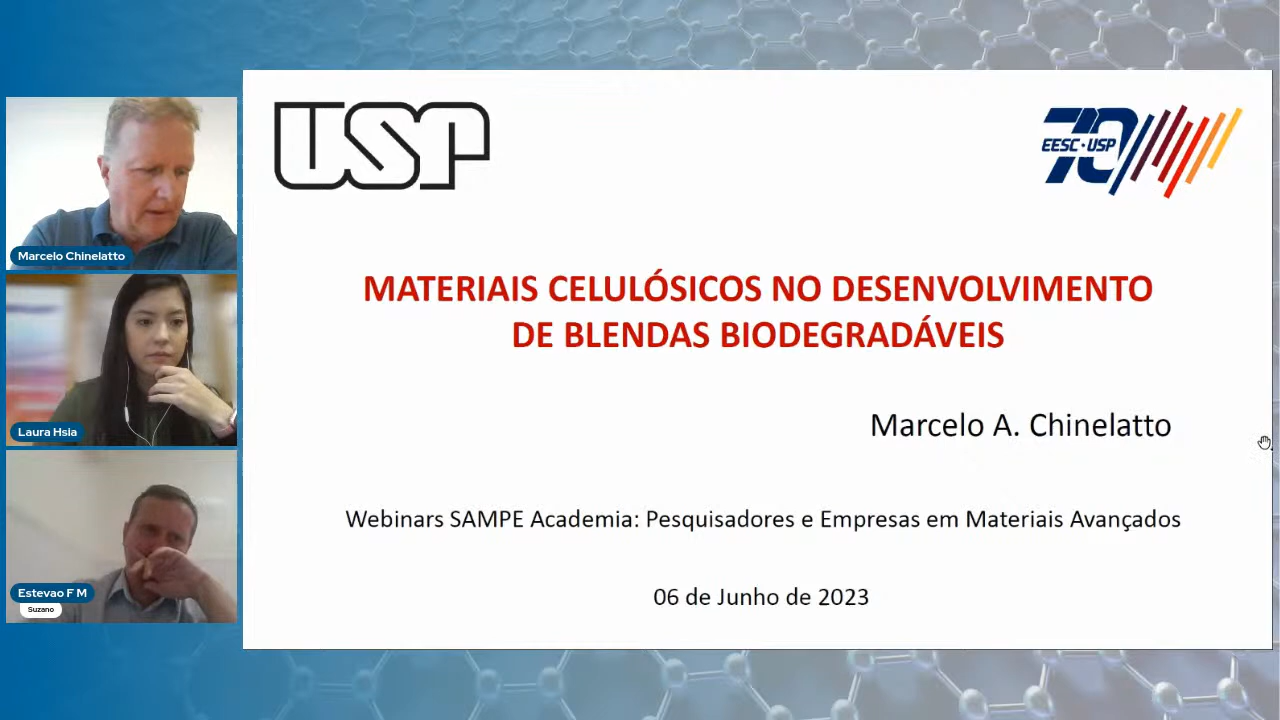 USP
70
EESC·USP
Marcelo Chinelatto
Laura Hsia
Estevao F M
Suzano
MATERIAIS CELULÓSICOS NO DESENVOLVIMENTO
DE BLENDAS BIODEGRADÁVEIS
Marcelo A. Chinelatto
Webinars SAMPE Academia: Pesquisadores e Empresas em Materiais Avançados
06 de Junho de 2023